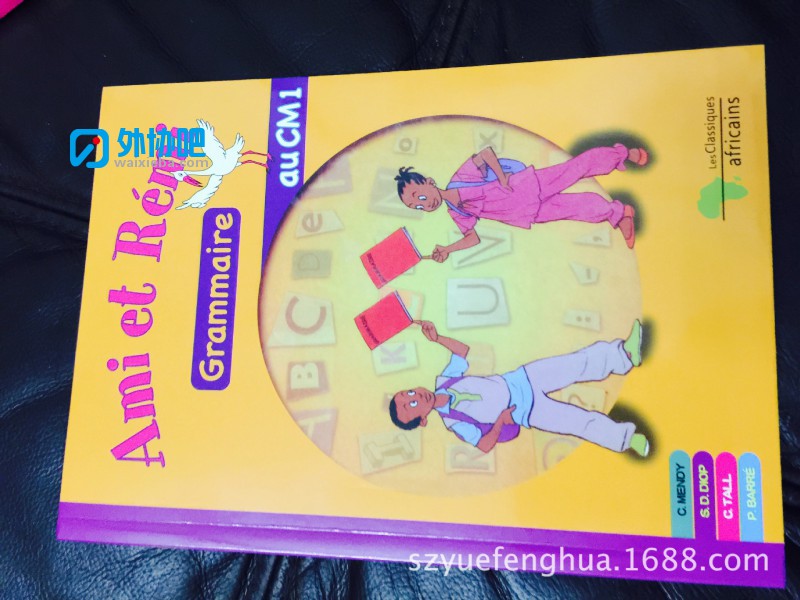 Ami et Rémi
Grammaire
au CM1
A
B
C
D
e
U
K
I
R
Les Classiques
africains
C. MENDY
S. D. DIOP
C. TALL
P. BARRÉ
外协吧
waixieba.com
szyuefenghua.1688.com